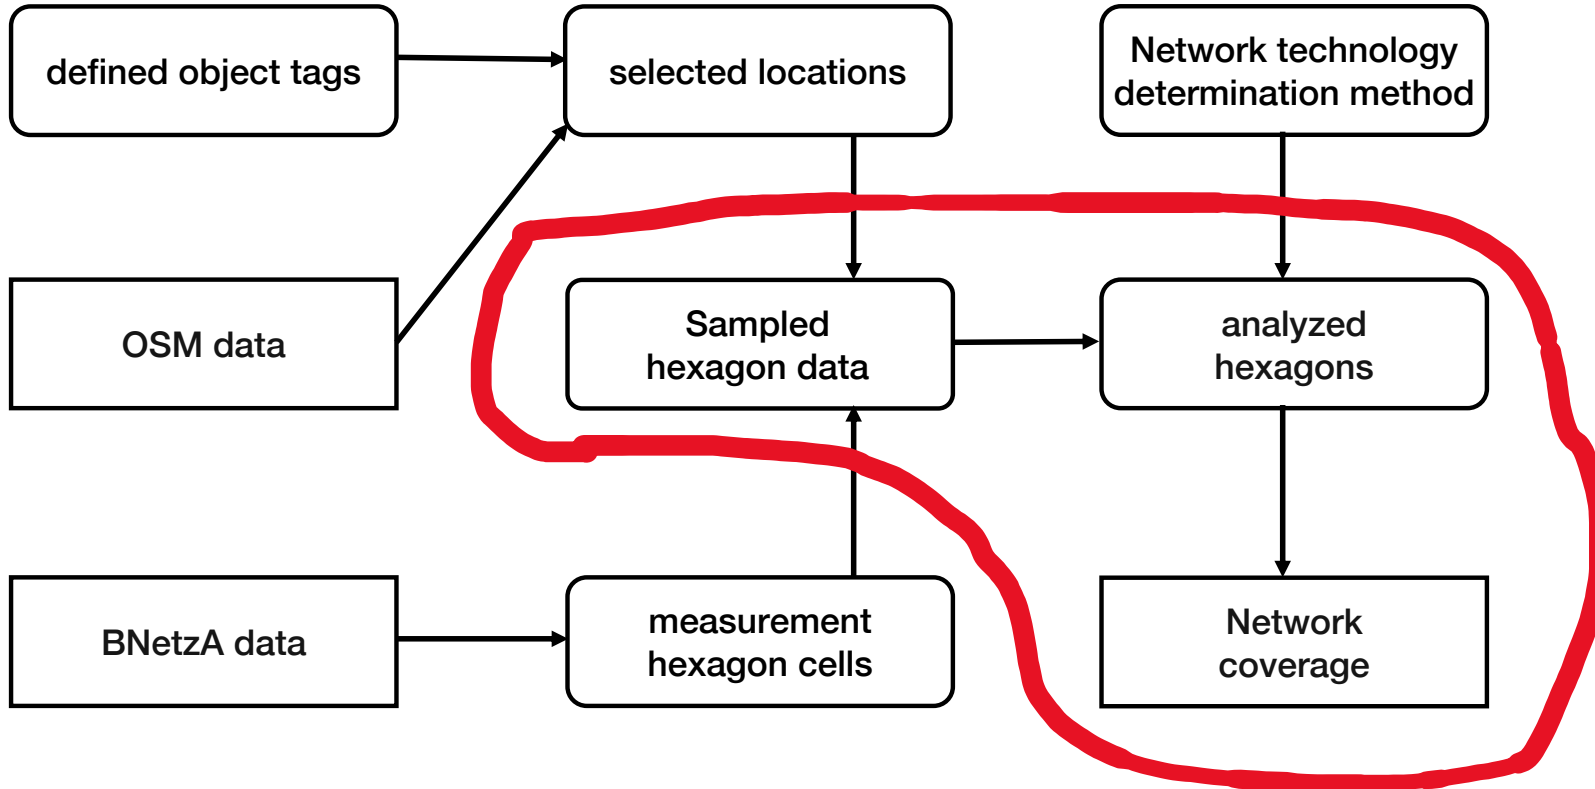 defined object tags
selected locations
Network technology
determination method
OSM data
Sampled
hexagon data
analyzed
hexagons
BNetzA data
measurement
hexagon cells
Network
coverage